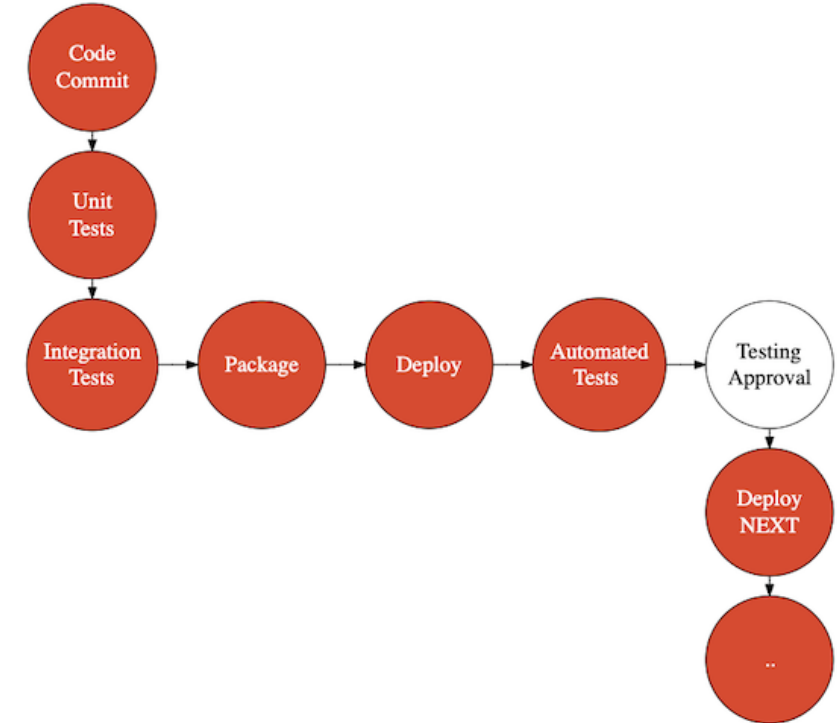 Code
Commit
Unit
Tests
Integration
Tests
Package
Deploy
Automated
Tests
Testing
Approval
Deploy
NEXT
..